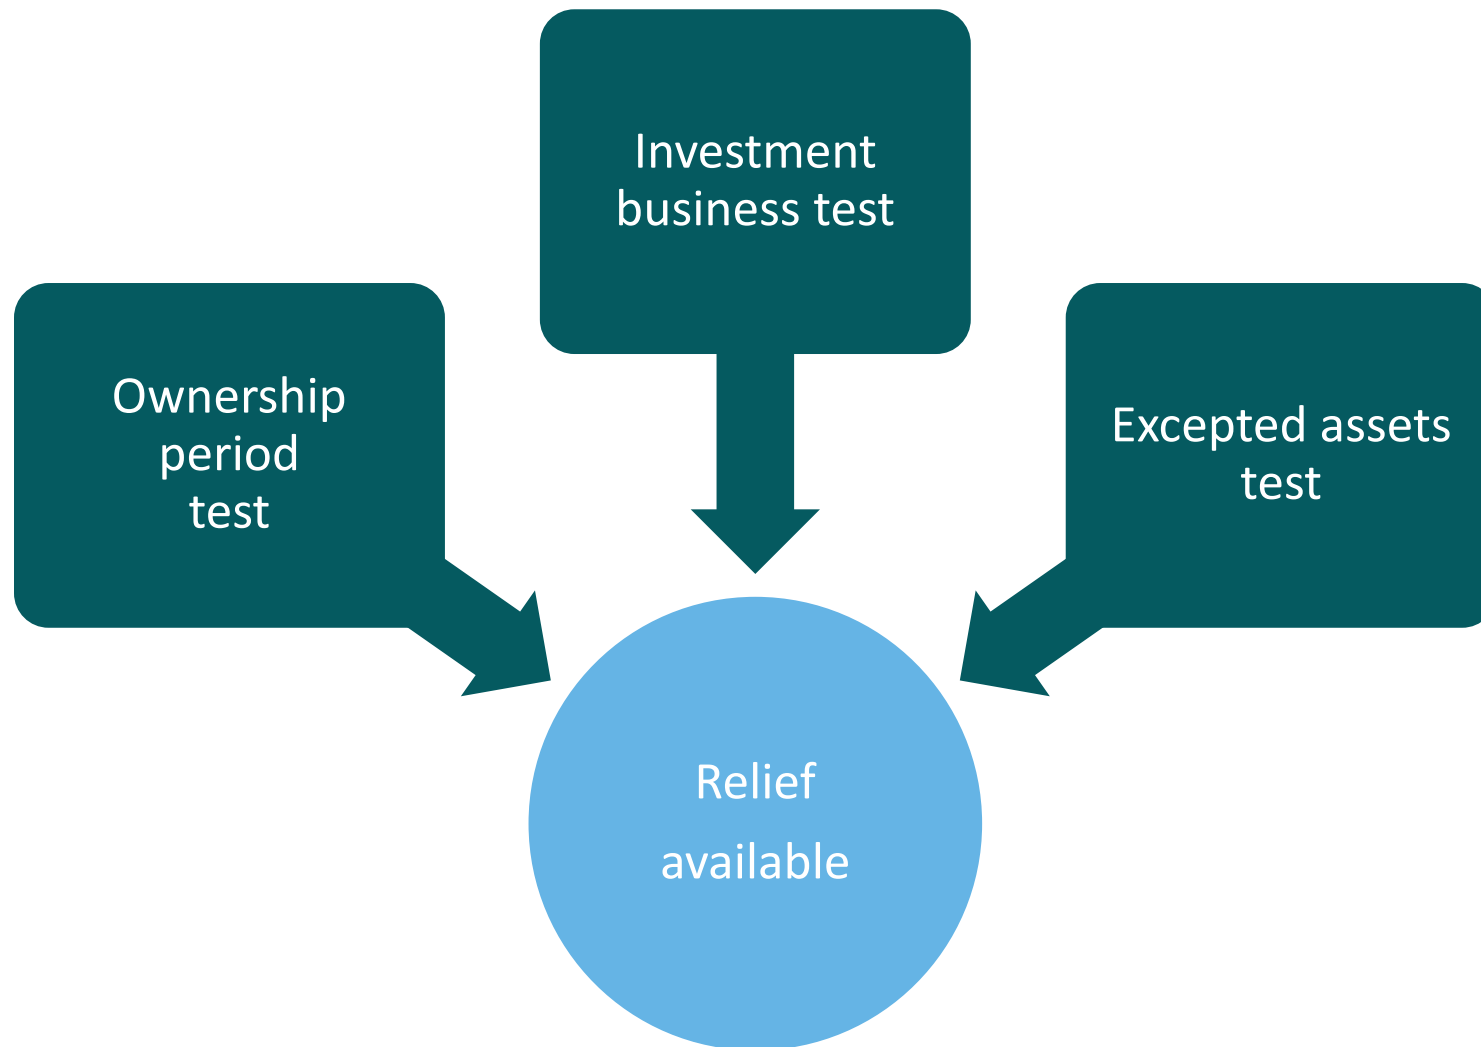 Investment
business test
Ownership
period
test
Excepted assets
test
Relief
available